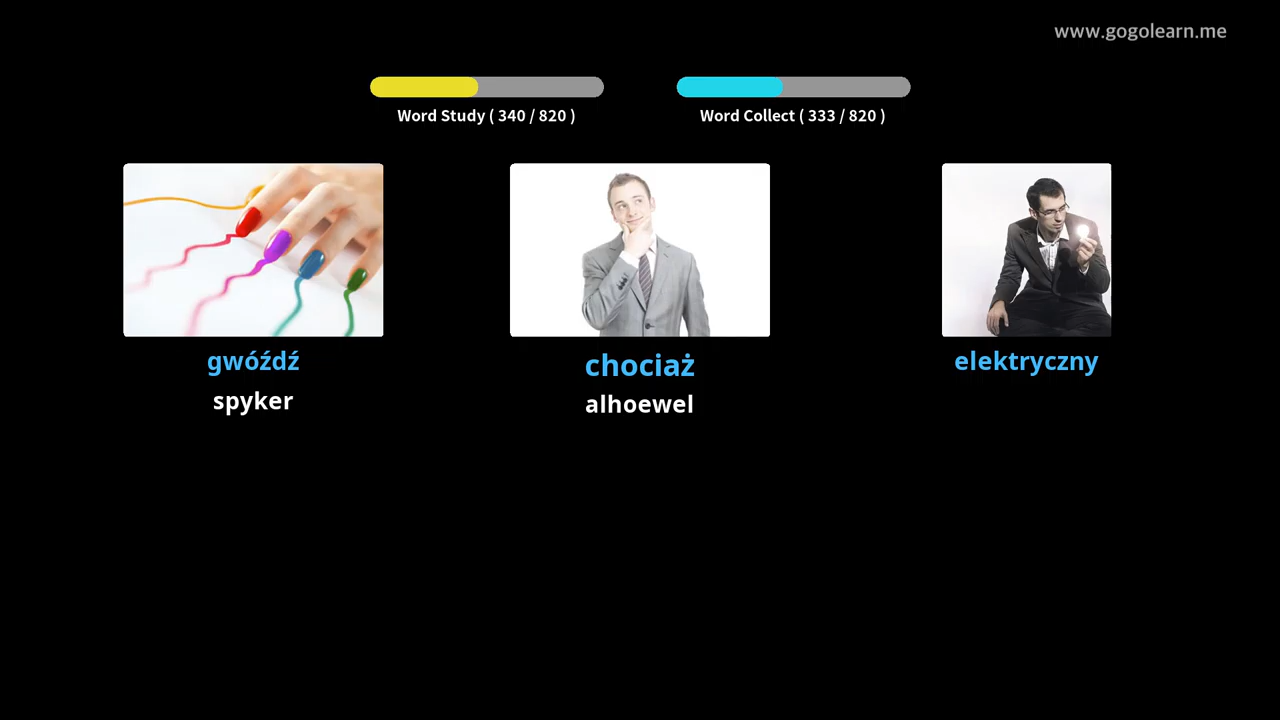 www.gogolearn.me
Word Study ( 340 / 820 )
Word Collect ( 333 / 820 )
gwóźdź
chociaż
elektryczny
spyker
alhoewel